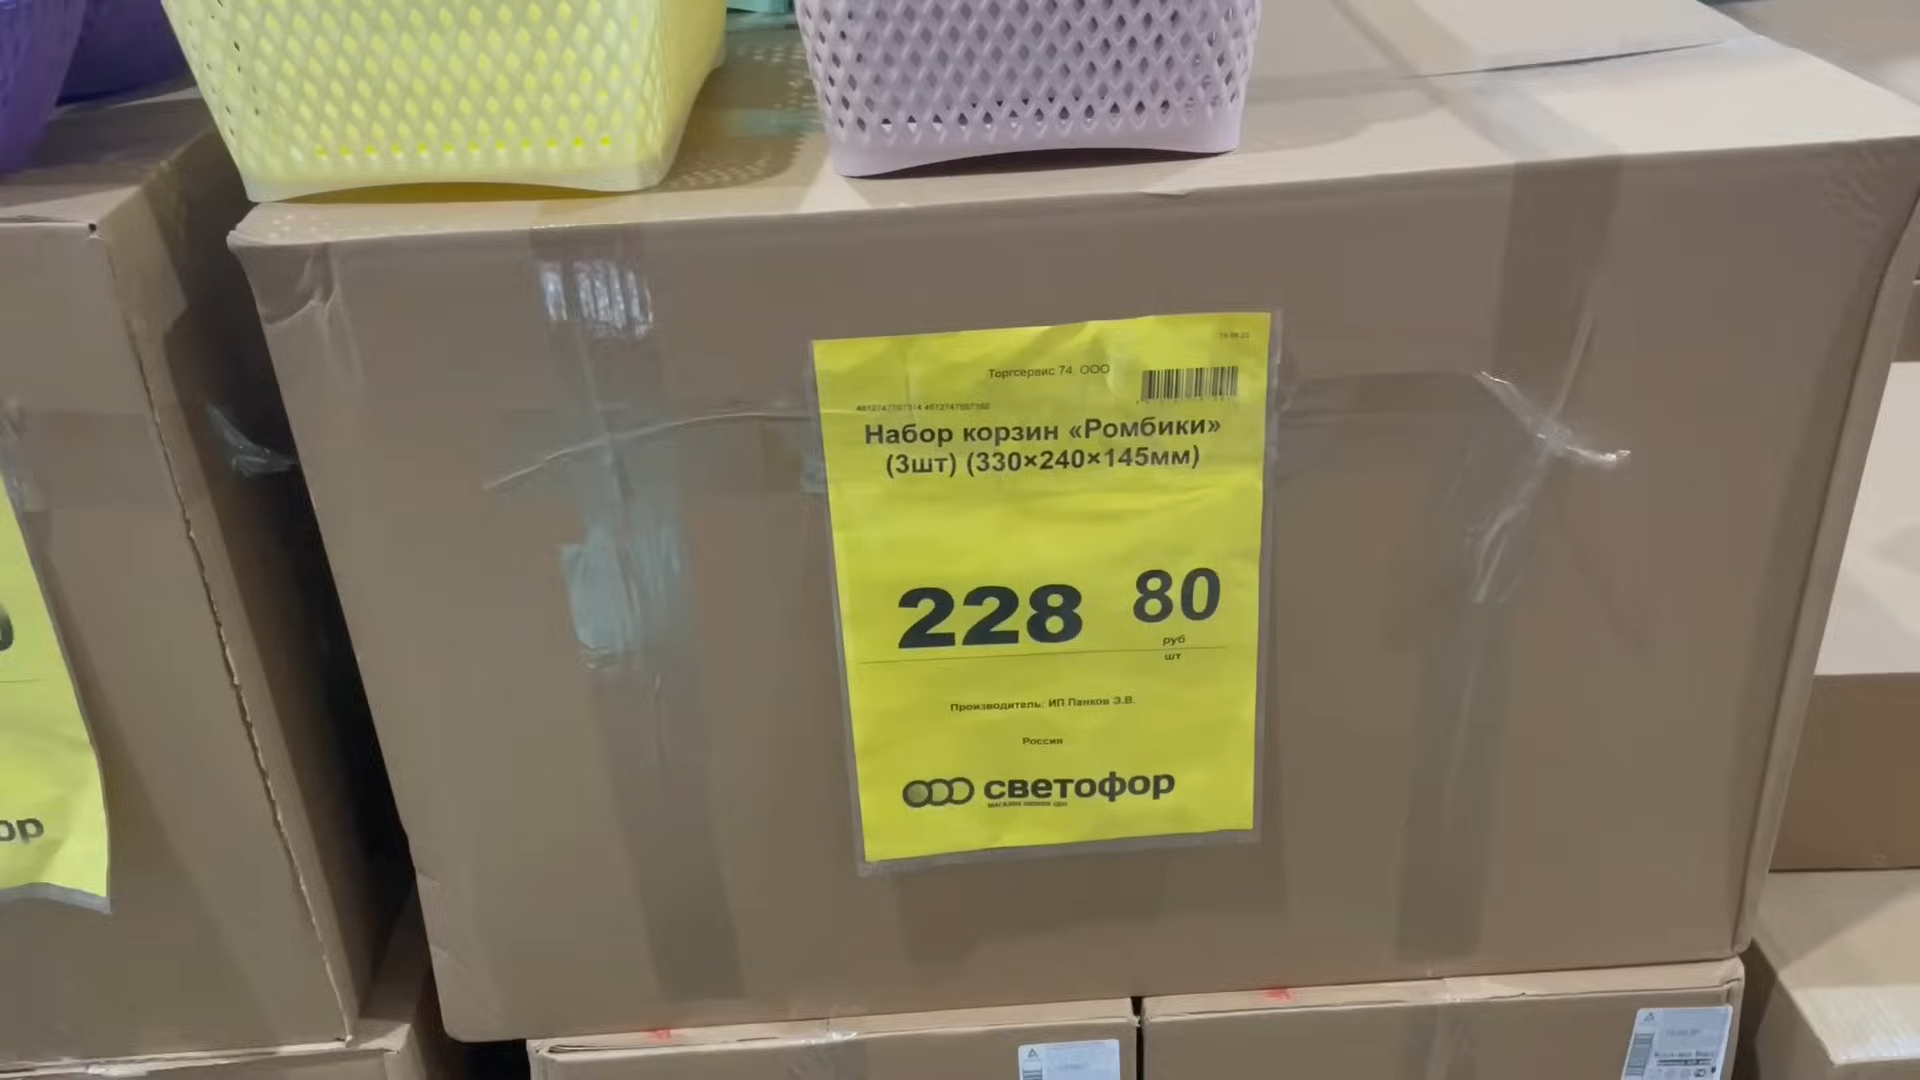 Торгсервис 74 ООО
Набор корзин «Ромбики»
(3шт) (330×240×145мм)
228 80
руб
шт
Производитель: ИП Панков Э.В.
Россия
светофор
ор